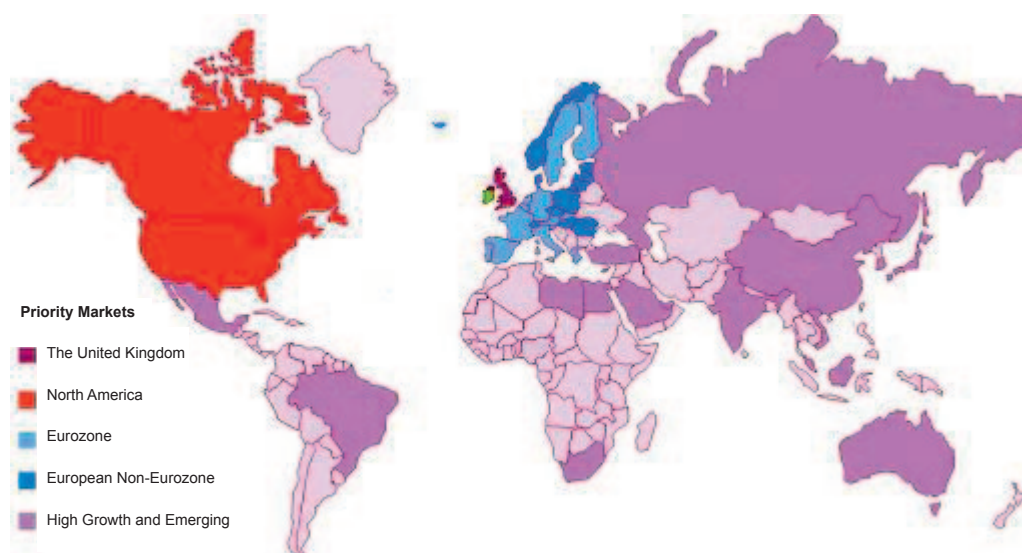 Priority Markets
The United Kingdom
North America
Eurozone
European Non-Eurozone
High Growth and Emerging